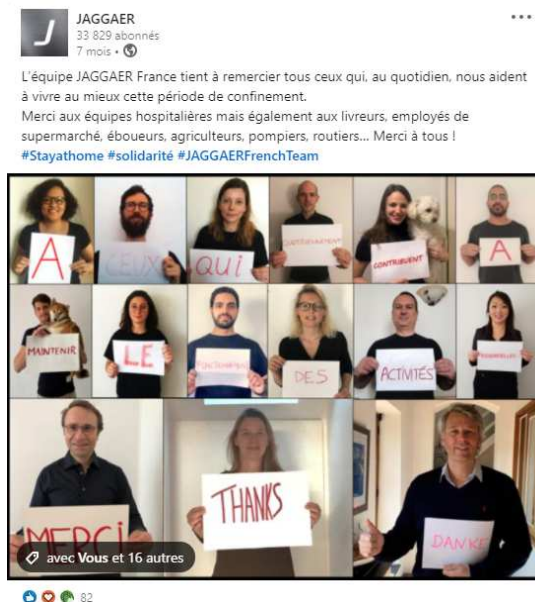 JAGGAER
33 829 abonnés
7 mois •
L'équipe JAGGAER France tient à remercier tous ceux qui, au quotidien, nous aident
à vivre au mieux cette période de confinement.
Merci aux équipes hospitalières mais également aux livreurs, employés de
supermarché, éboueurs, agriculteurs, pompiers, routiers... Merci à tous !
#Stayathome #solidarité #JAGGAERFrenchTeam
A CEUX QUI QUOTIDIENNEMENT CONTRIBUENT A
MAINTENIR LE DES ACTIVITÉS
MERCI THANKS DANKE
avec Vous et 16 autres
82